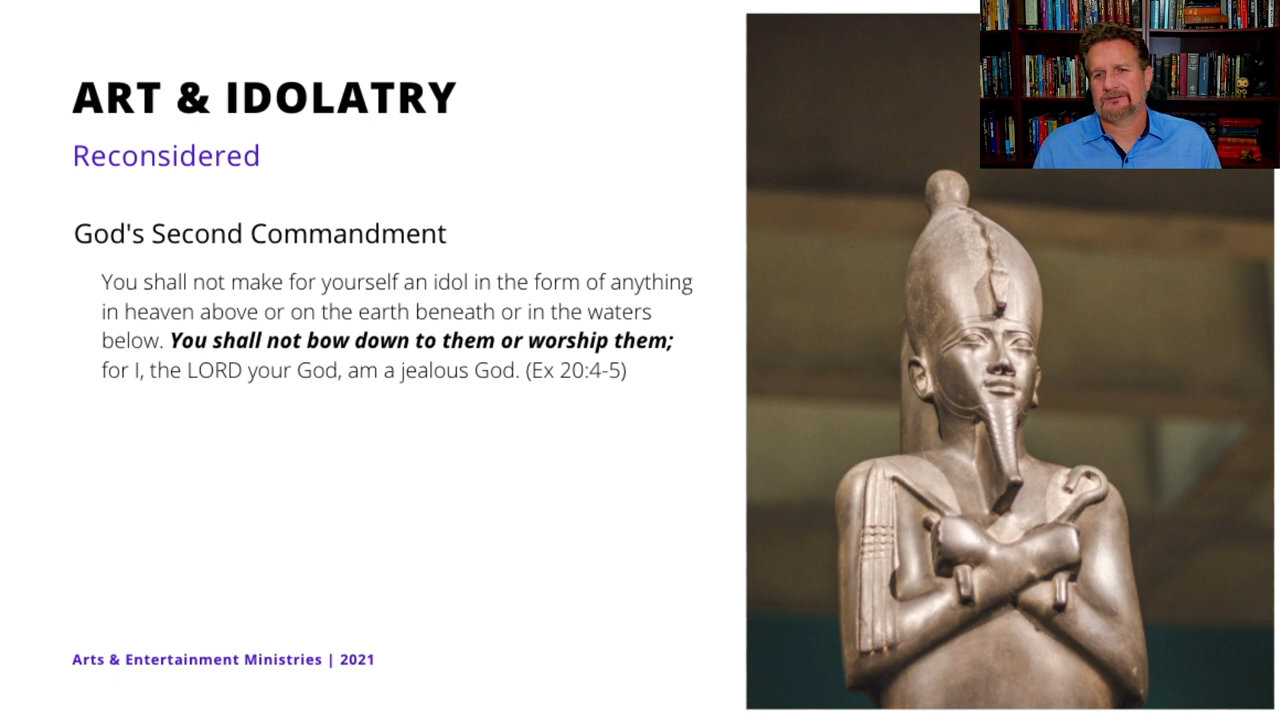 ART & IDOLATRY
Reconsidered
God's Second Commandment
You shall not make for yourself an idol in the form of anything
in heaven above or on the earth beneath or in the waters
below. You shall not bow down to them or worship them;
for I, the LORD your God, am a jealous God. (Ex 20:4-5)
Arts & Entertainment Ministries | 2021